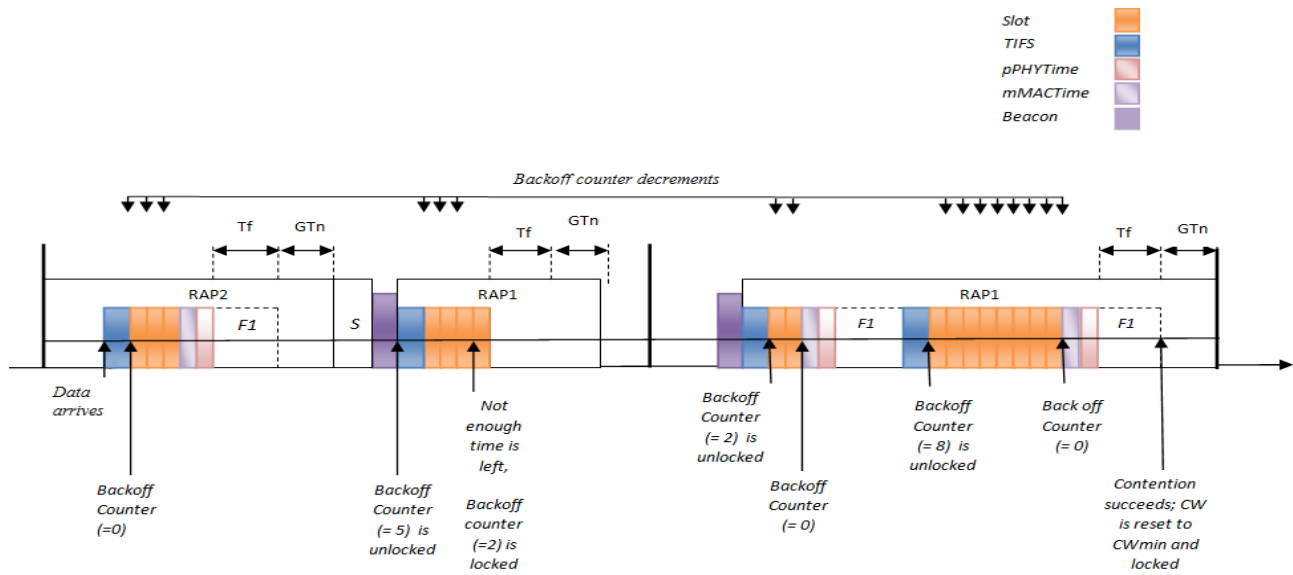 Slot
TIFS
pPHYTime
mMACTime
Beacon
Backoff counter decrements
Tf
GTn
Tf
GTn
Tf
GTn
RAP2
RAP1
RAP1
F1
S
F1
F1
Data
arrives
Backoff
Counter
(=0)
Backoff
Counter
(= 5) is
unlocked
Not
enough
time is
left,
Backoff
counter
(=2) is
locked
Backoff
Counter
(= 2) is
unlocked
Backoff
Counter
(= 0)
Backoff
Counter
(= 8) is
unlocked
Back off
Counter
(= 0)
Contention
succeeds; CW
is reset to
CWmin and
locked